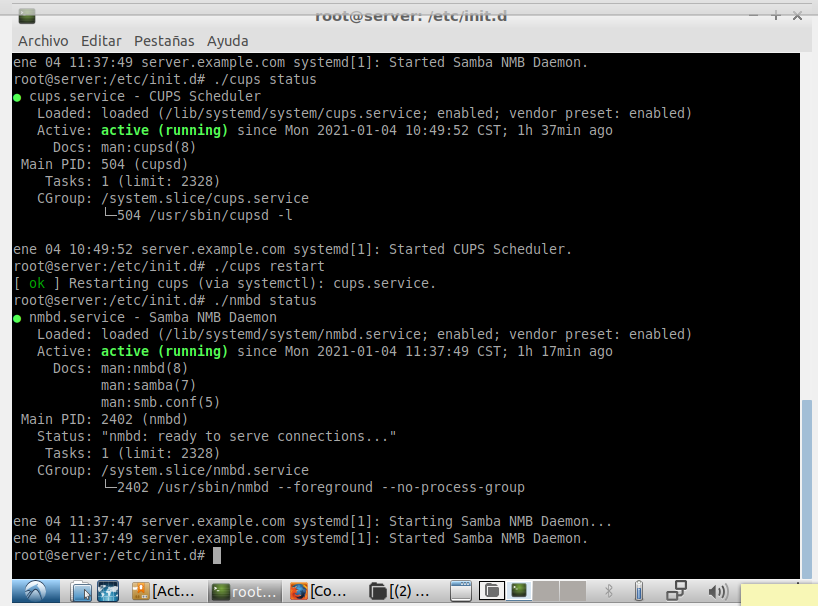 root@server: /etc/init.d
Archivo Editar Pestañas Ayuda
ene 04 11:37:49 server.example.com systemd[1]: Started Samba NMB Daemon.
root@server:/etc/init.d# ./cups status
● cups.service - CUPS Scheduler
   Loaded: loaded (/lib/systemd/system/cups.service; enabled; vendor preset: enabled)
   Active: active (running) since Mon 2021-01-04 10:49:52 CST; 1h 37min ago
     Docs: man:cupsd(8)
 Main PID: 504 (cupsd)
    Tasks: 1 (limit: 2328)
   CGroup: /system.slice/cups.service
           └─504 /usr/sbin/cupsd -l
ene 04 10:49:52 server.example.com systemd[1]: Started CUPS Scheduler.
root@server:/etc/init.d# ./cups restart
[ ok ] Restarting cups (via systemctl): cups.service.
root@server:/etc/init.d# ./nmbd status
● nmbd.service - Samba NMB Daemon
   Loaded: loaded (/lib/systemd/system/nmbd.service; enabled; vendor preset: enabled)
   Active: active (running) since Mon 2021-01-04 11:37:49 CST; 1h 17min ago
     Docs: man:nmbd(8)
           man:samba(7)
           man:smb.conf(5)
 Main PID: 2402 (nmbd)
   Status: "nmbd: ready to serve connections..."
    Tasks: 1 (limit: 2328)
   CGroup: /system.slice/nmbd.service
           └─2402 /usr/sbin/nmbd --foreground --no-process-group
ene 04 11:37:47 server.example.com systemd[1]: Starting Samba NMB Daemon...
ene 04 11:37:49 server.example.com systemd[1]: Started Samba NMB Daemon.
root@server:/etc/init.d#
[Act... root... [Co... [(2) ...